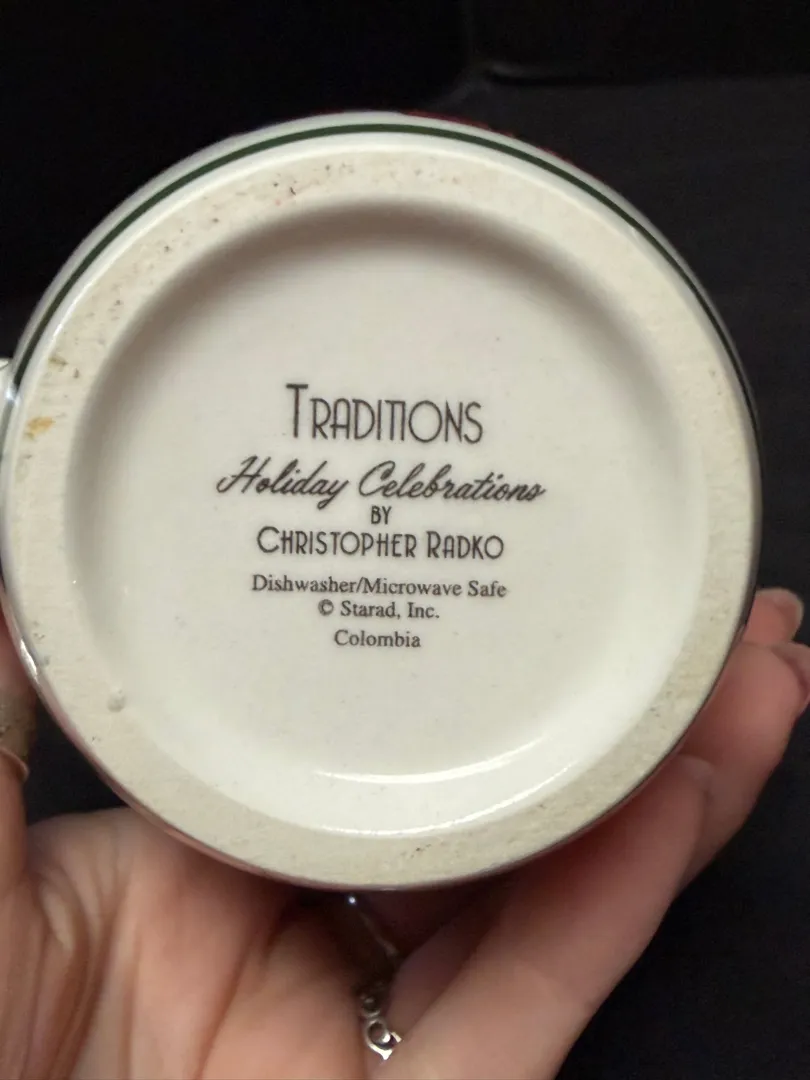 TRADITIONS
Holiday Celebrations
BY
CHRISTOPHER RADKO
Dishwasher/Microwave Safe
© Starad, Inc.
Colombia